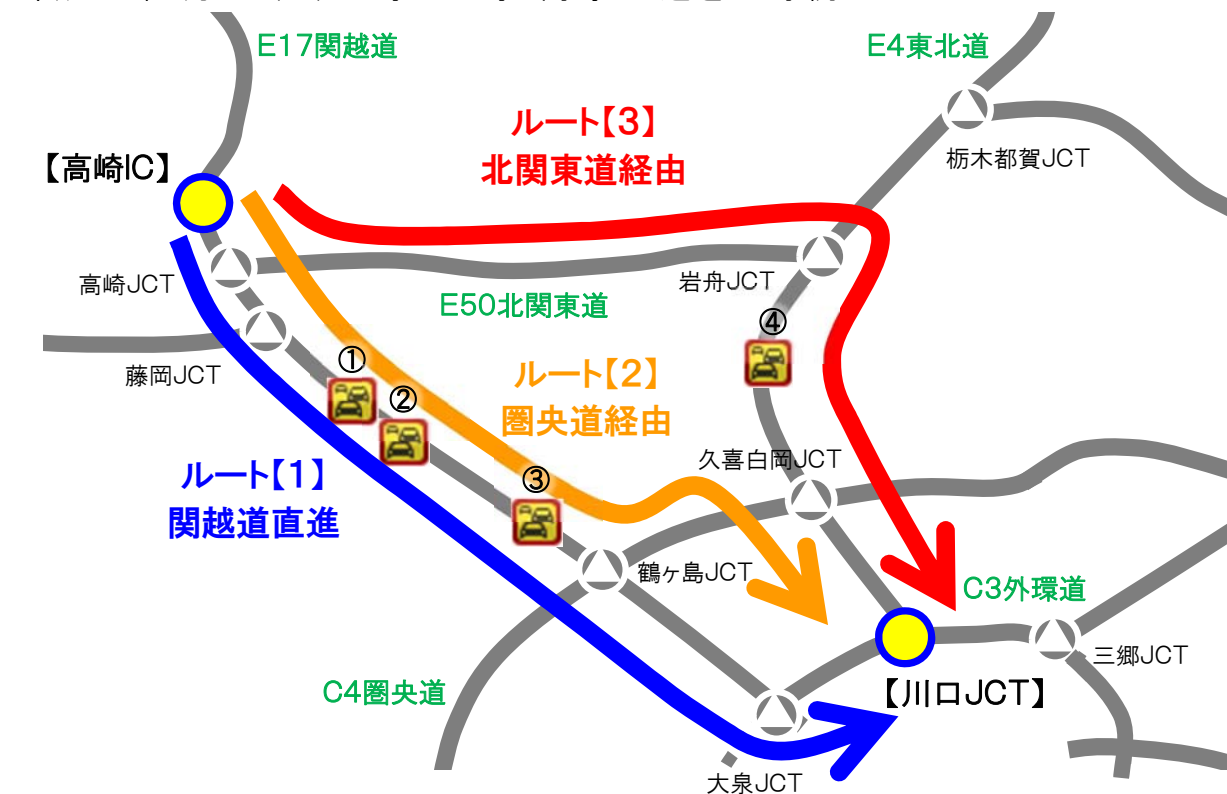 E17関越道
E4東北道
ルート【3】
北関東道経由
【高崎IC】
栃木都賀JCT
高崎JCT
岩舟JCT
E50北関東道
④
藤岡JCT
①
②
ルート【2】
圏央道経由
久喜白岡JCT
ルート【1】
関越道直進
③
鶴ヶ島JCT
C3外環道
三郷JCT
C4圏央道
【川口JCT】
大泉JCT